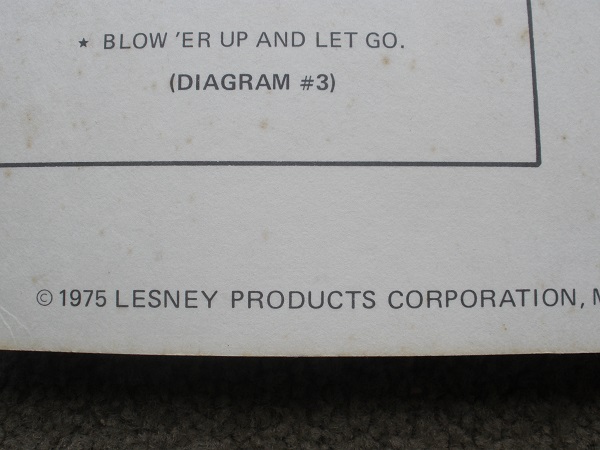 ★ BLOW 'ER UP AND LET GO.
(DIAGRAM #3)
© 1975 LESNEY PRODUCTS CORPORATION,